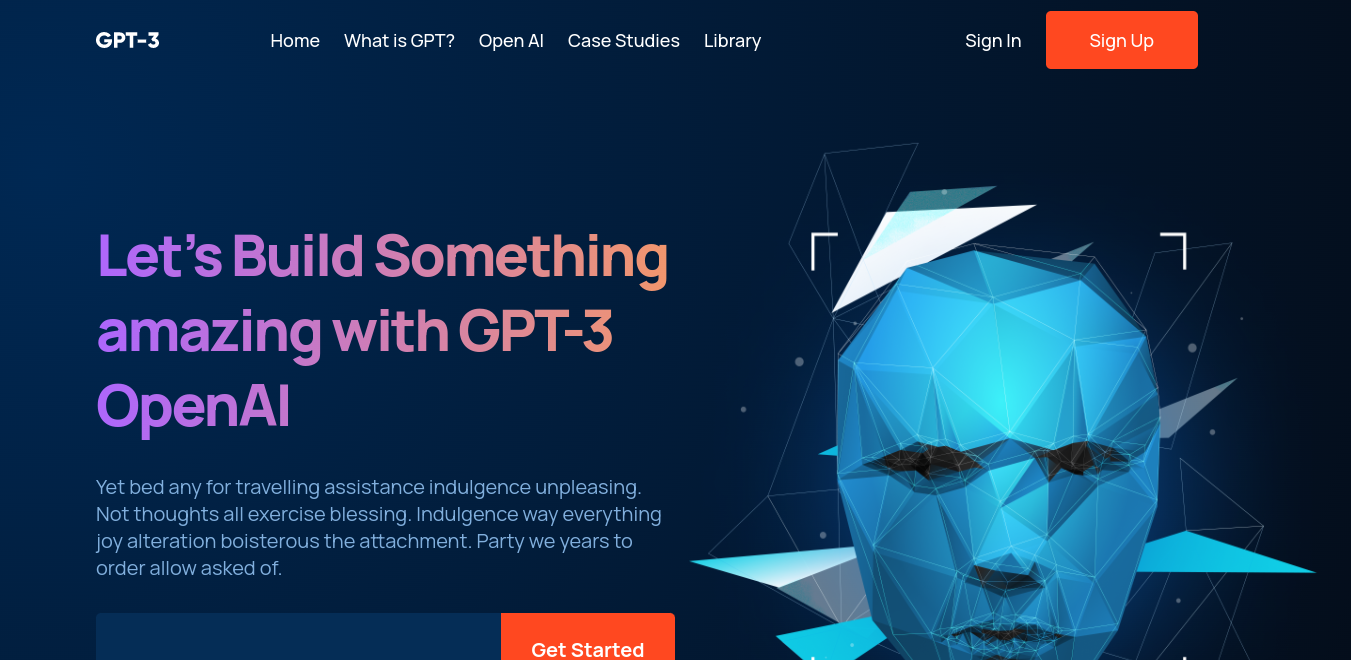 GPT-3
Home
What is GPT?
Open AI
Case Studies
Library
Sign In
Sign Up
Let’s Build Something
amazing with GPT-3
OpenAI
Yet bed any for travelling assistance indulgence unpleasing.
Not thoughts all exercise blessing. Indulgence way everything
joy alteration boisterous the attachment. Party we years to
order allow asked of.
Get Started